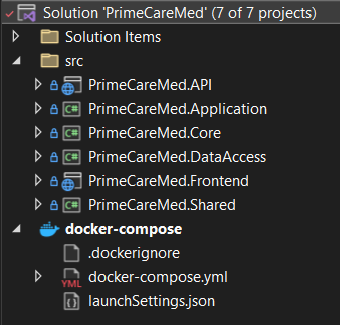 Solution 'PrimeCareMed' (7 of 7 projects)
Solution Items
src
PrimeCareMed.API
C# PrimeCareMed.Application
C# PrimeCareMed.Core
C# PrimeCareMed.DataAccess
PrimeCareMed.Frontend
C# PrimeCareMed.Shared
docker-compose
.dockerignore
YML docker-compose.yml
launchSettings.json